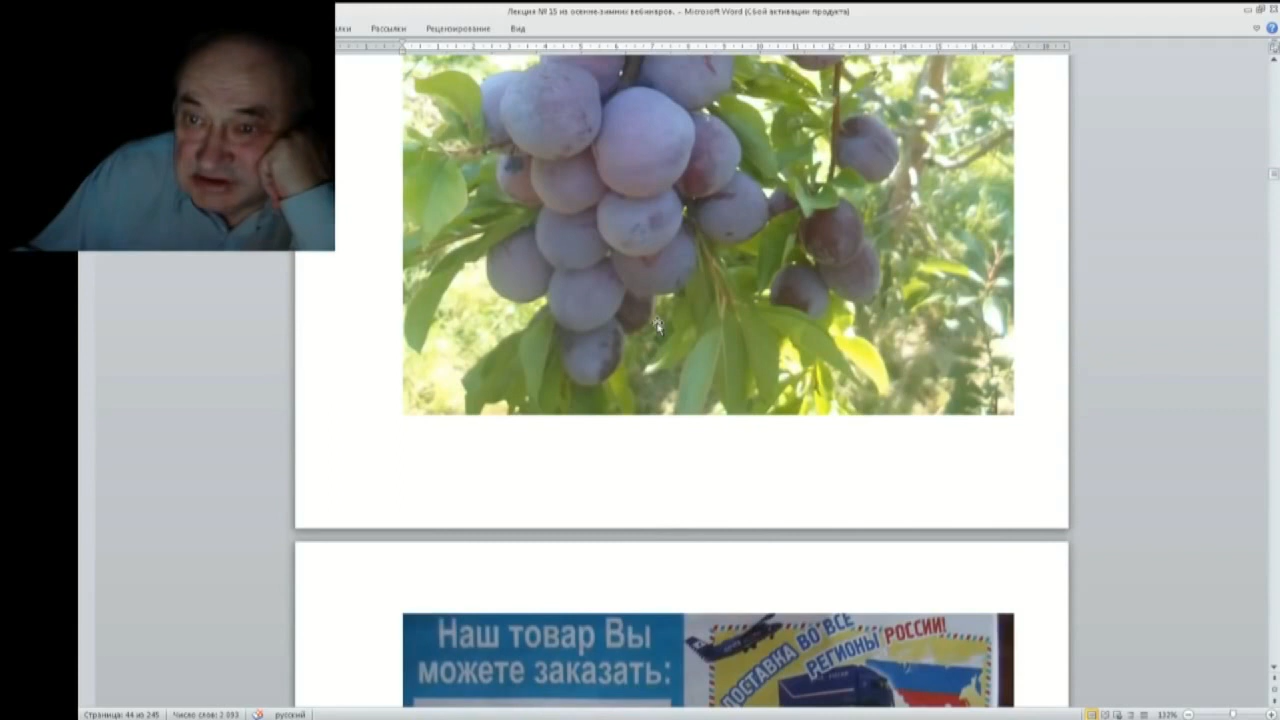 Лекция № 15 из осенне-зимних вебинаров. - Microsoft Word (Сбой активации продукта)
Рассылки
Рецензирование
Вид
Наш товар Вы
можете заказать:
ДОСТАВКА ВО ВСЕ
РЕГИОНЫ РОССИИ!
Страница: 44 из 245
Число слов: 2 093
русский
132%